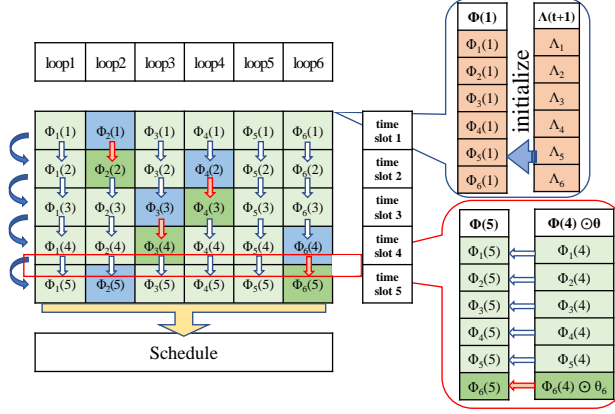 loop1 loop2 loop3 loop4 loop5 loop6
Φ₁(1) Φ₂(1) Φ₃(1) Φ₄(1) Φ₅(1) Φ₆(1)
Φ₁(2) Φ₂(2) Φ₃(2) Φ₄(2) Φ₅(2) Φ₆(2)
Φ₁(3) Φ₂(3) Φ₃(3) Φ₄(3) Φ₅(3) Φ₆(3)
Φ₁(4) Φ₂(4) Φ₃(4) Φ₄(4) Φ₅(4) Φ₆(4)
Φ₁(5) Φ₂(5) Φ₃(5) Φ₄(5) Φ₅(5) Φ₆(5)
Schedule
time
slot 1
time
slot 2
time
slot 3
time
slot 4
time
slot 5
Φ(1)
Φ₁(1)
Φ₂(1)
Φ₃(1)
Φ₄(1)
Φ₅(1)
Φ₆(1)
initialize
Λ(t+1)
Λ₁
Λ₂
Λ₃
Λ₄
Λ₅
Λ₆
Φ(5) Φ(4) ⊙θ
Φ₁(5) Φ₁(4)
Φ₂(5) Φ₂(4)
Φ₃(5) Φ₃(4)
Φ₄(5) Φ₄(4)
Φ₅(5) Φ₅(4)
Φ₆(5) Φ₆(4) ⊙ θ₆